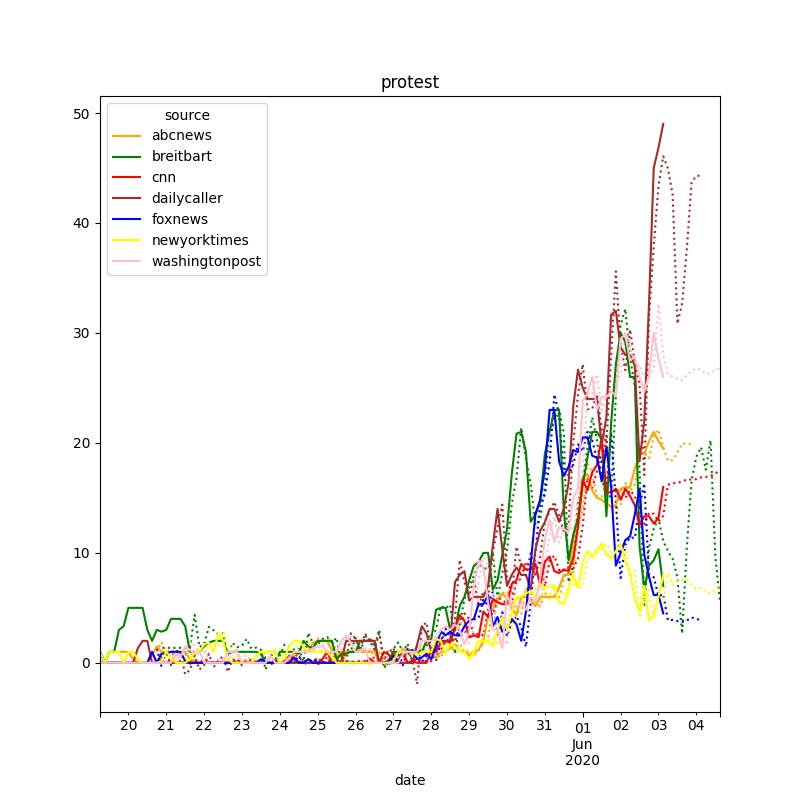 protest
source
abcnews
breitbart
cnn
dailycaller
foxnews
newyorktimes
washingtonpost
50
40
30
20
10
0
20 21 22 23 24 25 26 27 28 29 30 31 01 02 03 04
Jun
2020
date